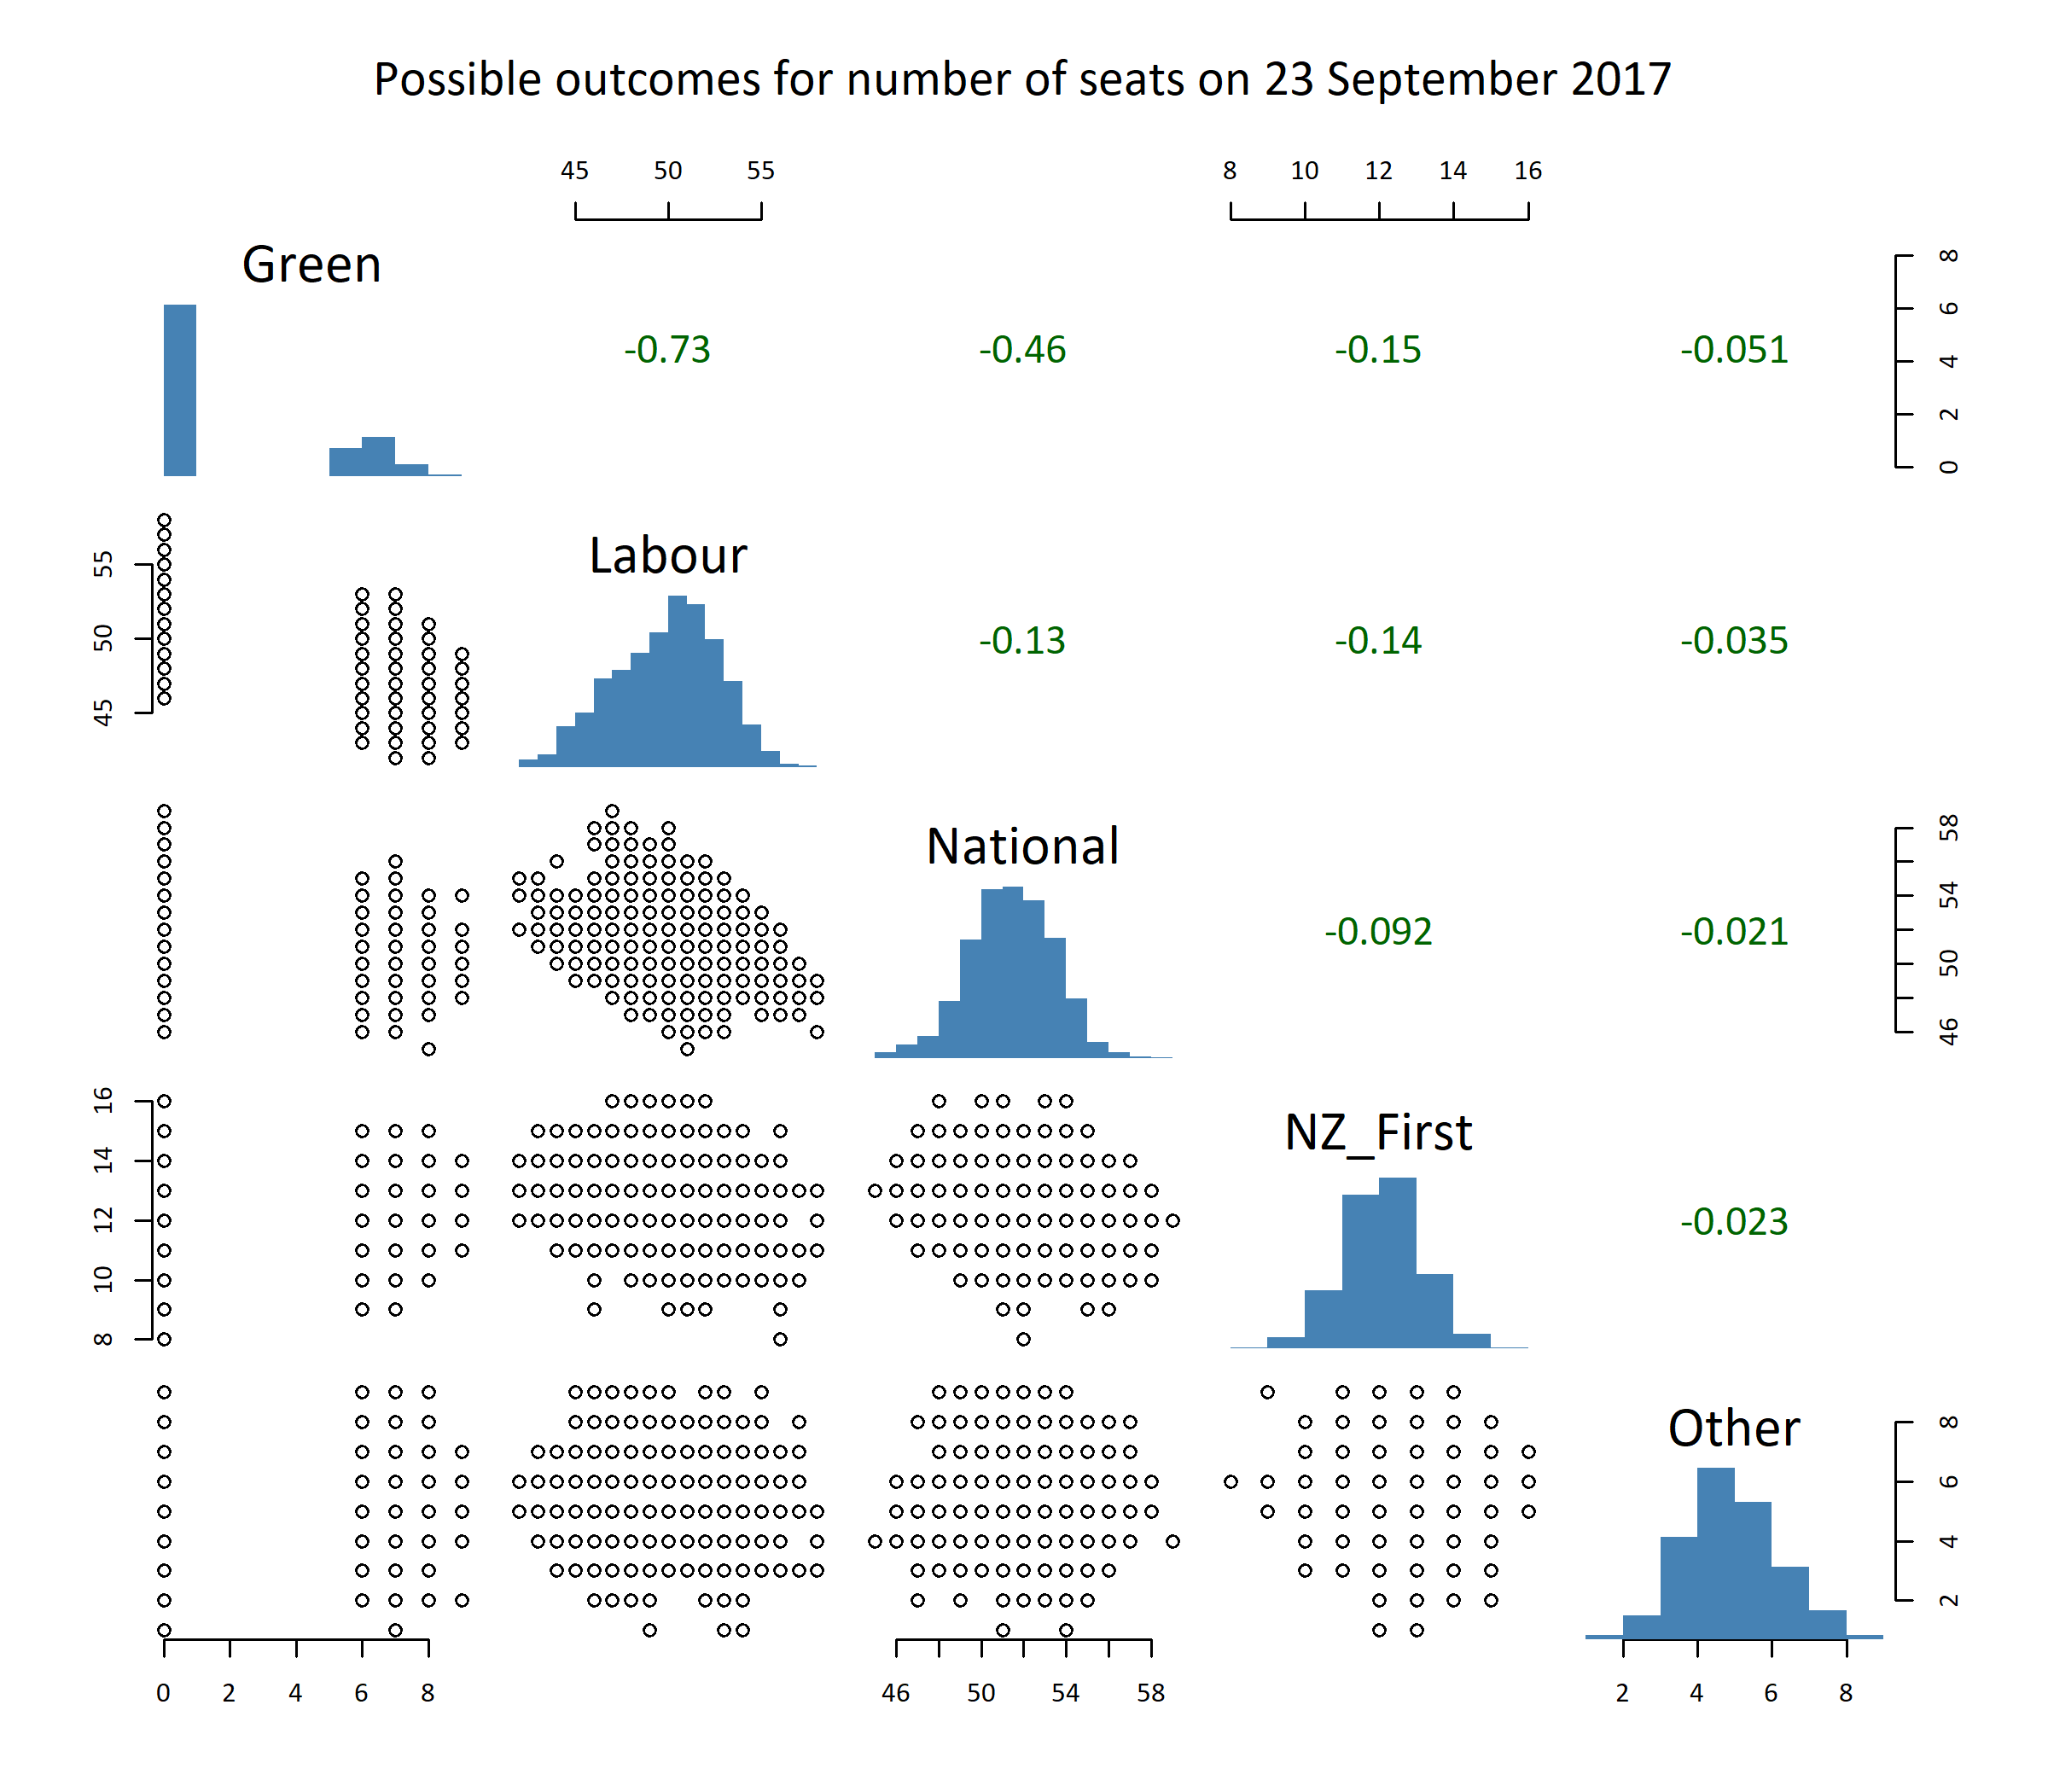 Possible outcomes for number of seats on 23 September 2017
45 50 55
8 10 12 14 16
Green
-0.73 -0.46 -0.15 -0.051
0 2 4 6 8
45 50 55
Labour
-0.13 -0.14 -0.035
National
-0.092 -0.021
46 50 54 58
8 10 12 14 16
NZ_First
-0.023
Other
2 4 6 8
0 2 4 6 8
46 50 54 58
2 4 6 8